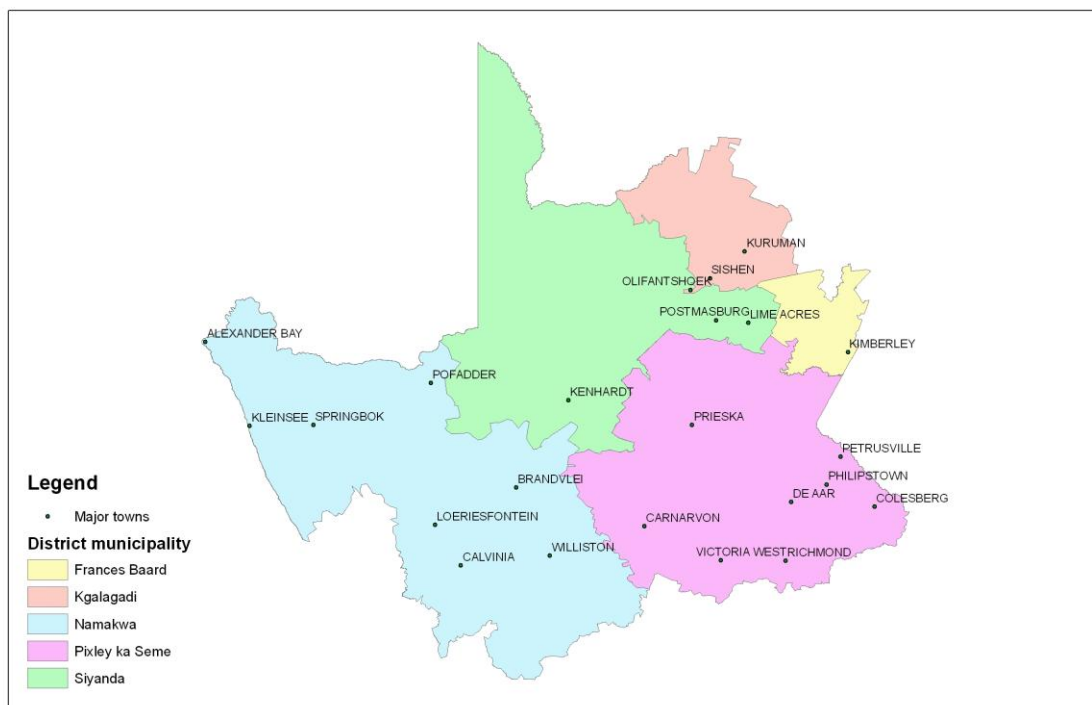 KURUMAN
SISHEN
OLIFANTSHOEK
POSTMASBURG
LIME ACRES
ALEXANDER BAY
KIMBERLEY
POFADDER
KENHARDT
KLEINSEE
SPRINGBOK
PRIESKA
PETRUSVILLE
PHILIPSTOWN
BRANDVLEI
DE AAR
COLESBERG
LOERIESFONTEIN
CARNARVON
WILLISTON
CALVINIA
VICTORIA WEST
RICHMOND
Legend
Major towns
District municipality
Frances Baard
Kgalagadi
Namakwa
Pixley ka Seme
Siyanda